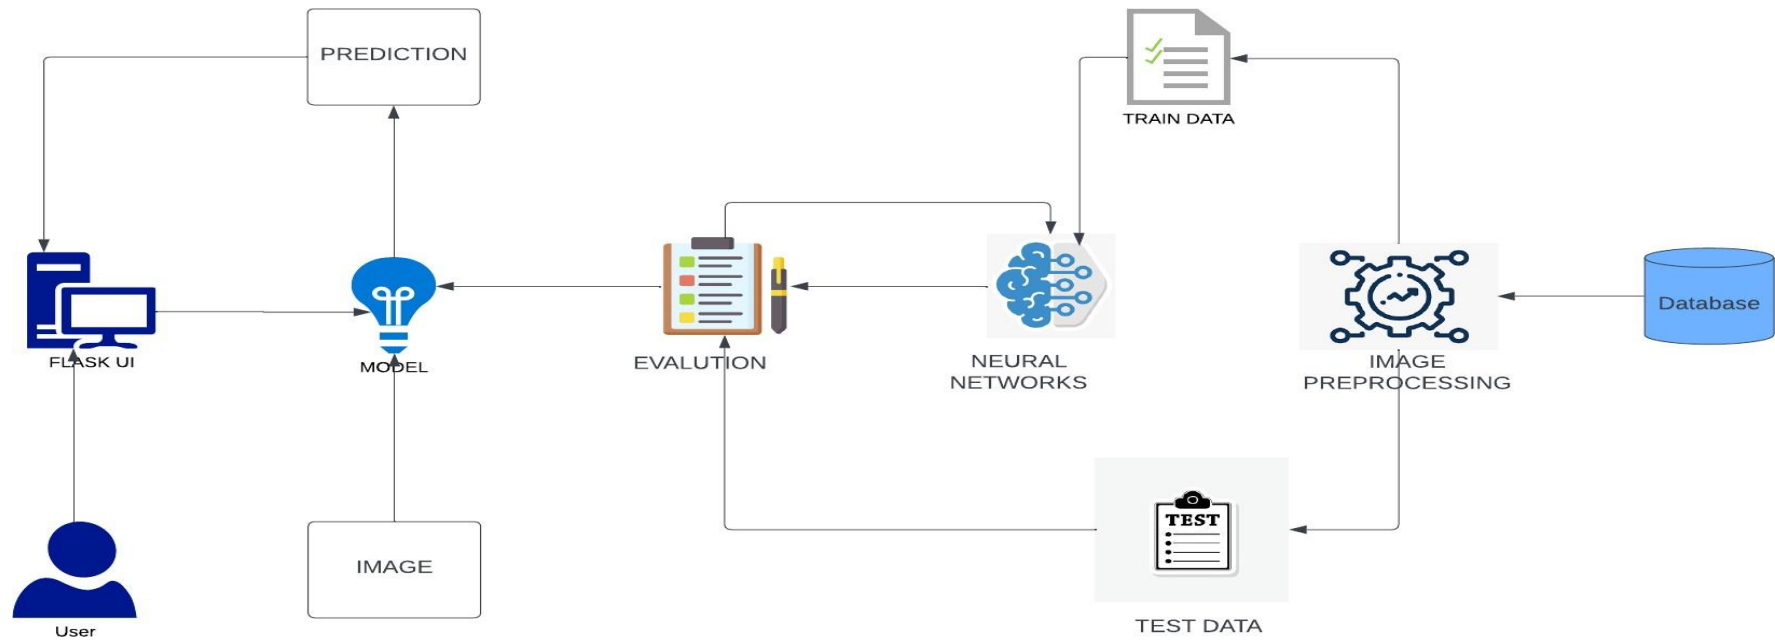 PREDICTION
TRAIN DATA
Database
FLASK UI
MODEL
EVALUTION
NEURAL
NETWORKS
IMAGE
PREPROCESSING
TEST
IMAGE
User
TEST DATA